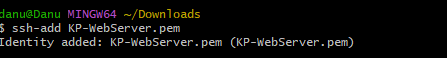 danu@Danu MINGW64 ~/Downloads
$ ssh-add KP-WebServer.pem
Identity added: KP-WebServer.pem (KP-WebServer.pem)